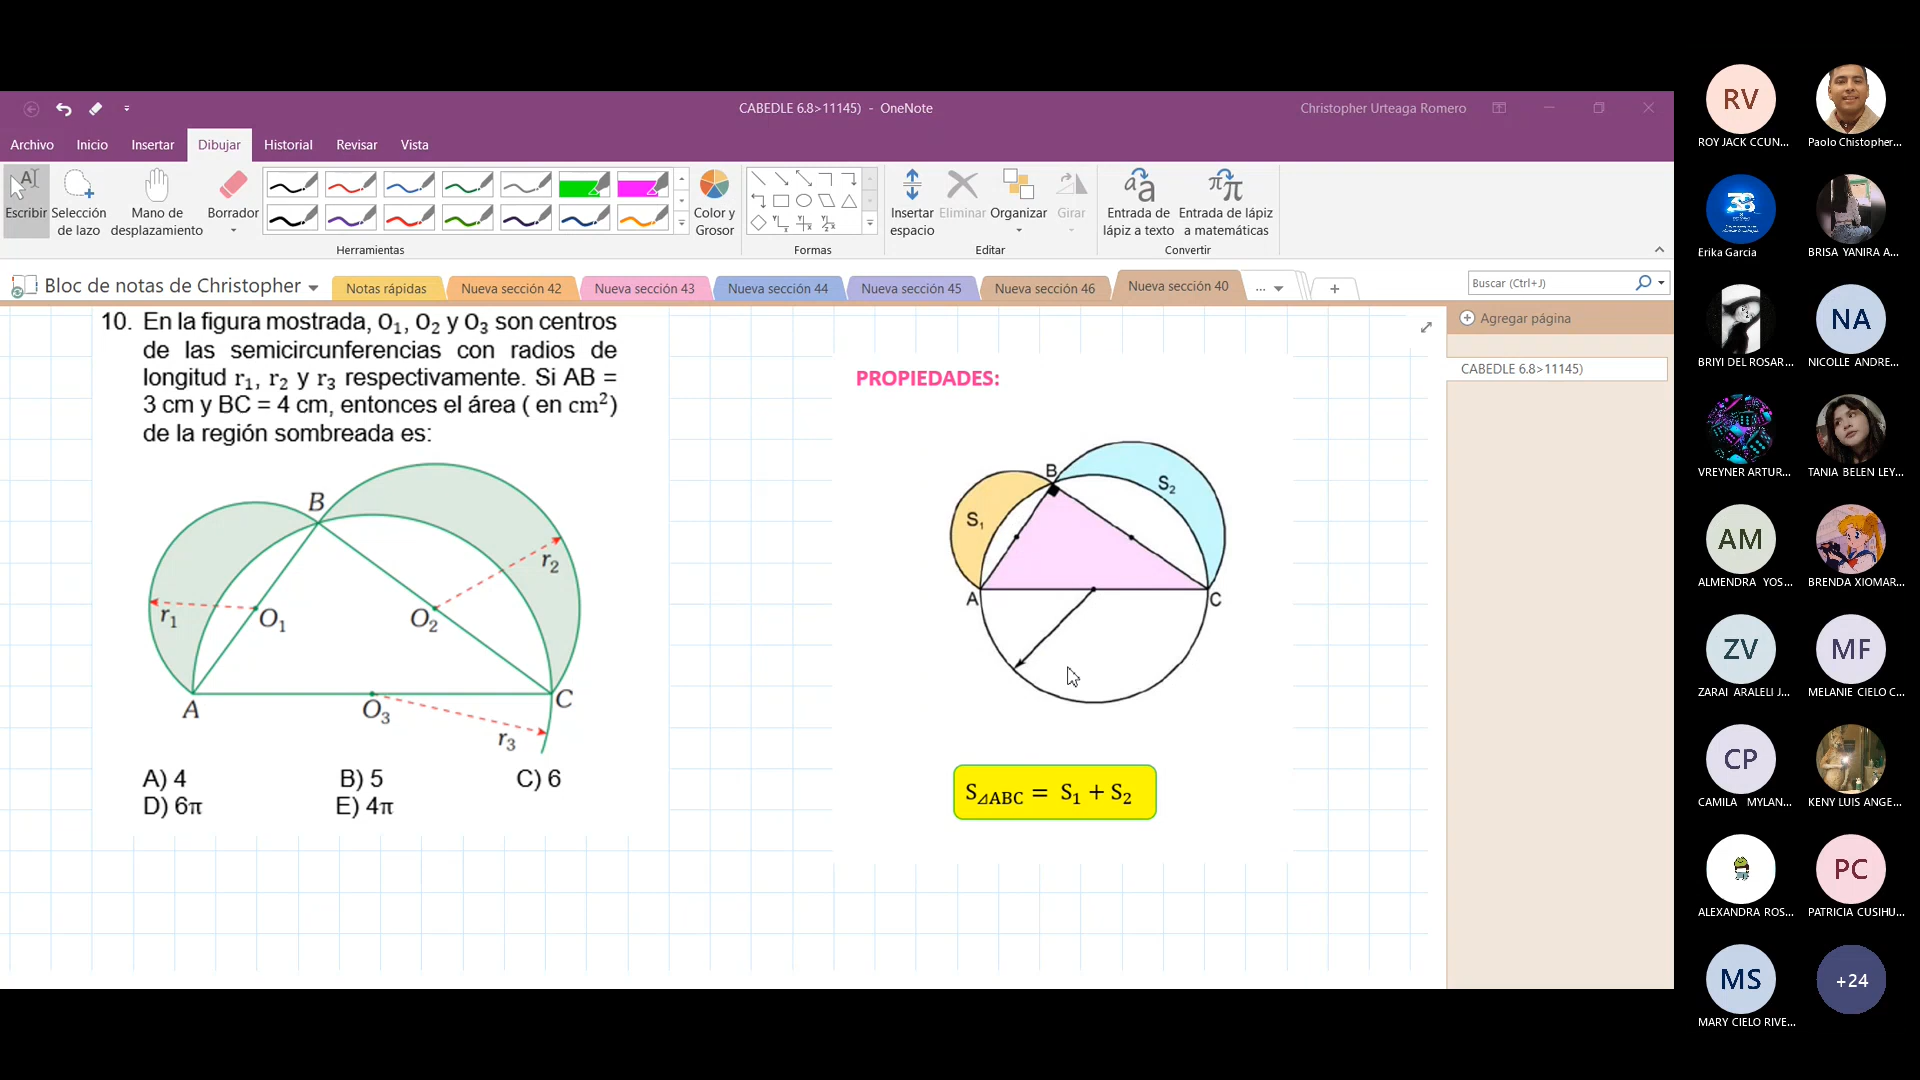 CABEDLE 6.8>11145) - OneNote
Christopher Urteaga Romero
Archivo Inicio Insertar Dibujar Historial Revisar Vista
Escribir
Selección de lazo
Mano de desplazamiento
Borrador
Color y Grosor
Insertar espacio
Eliminar
Organizar
Girar
Entrada de lápiz a texto
Entrada de lápiz a matemáticas
Herramientas
Formas
Editar
Convertir
Bloc de notas de Christopher
Notas rápidas
Nueva sección 42
Nueva sección 43
Nueva sección 44
Nueva sección 45
Nueva sección 46
Nueva sección 40
...
Buscar (Ctrl+J)
Agregar página
CABEDLE 6.8>11145)
10. En la figura mostrada, O₁, O₂ y O₃ son centros
de las semicircunferencias con radios de
longitud r₁, r₂ y r₃ respectivamente. Si AB =
3 cm y BC = 4 cm, entonces el área ( en cm²)
de la región sombreada es:
B
r₂
r₁
O₁
O₂
A
O₃
C
r₃
A) 4 B) 5 C) 6
D) 6π E) 4π
PROPIEDADES:
B
S₂
S₁
A
C
S⊿ABC = S₁ + S₂
RV
ROY JACK CCUN...
Paolo Chistopher...
Erika Garcia
BRISA YANIRA A...
BRIYI DEL ROSAR...
NA
NICOLLE ANDRE...
VREYNER ARTUR...
TANIA BELEN LEY...
AM
ALMENDRA YOS...
BRENDA XIOMAR...
ZV
ZARAI ARALELI J...
MF
MELANIE CIELO C...
CP
CAMILA MYLAN...
KENY LUIS ANGE...
ALEXANDRA ROS...
PC
PATRICIA CUSIHU...
MS
MARY CIELO RIVE...
+24